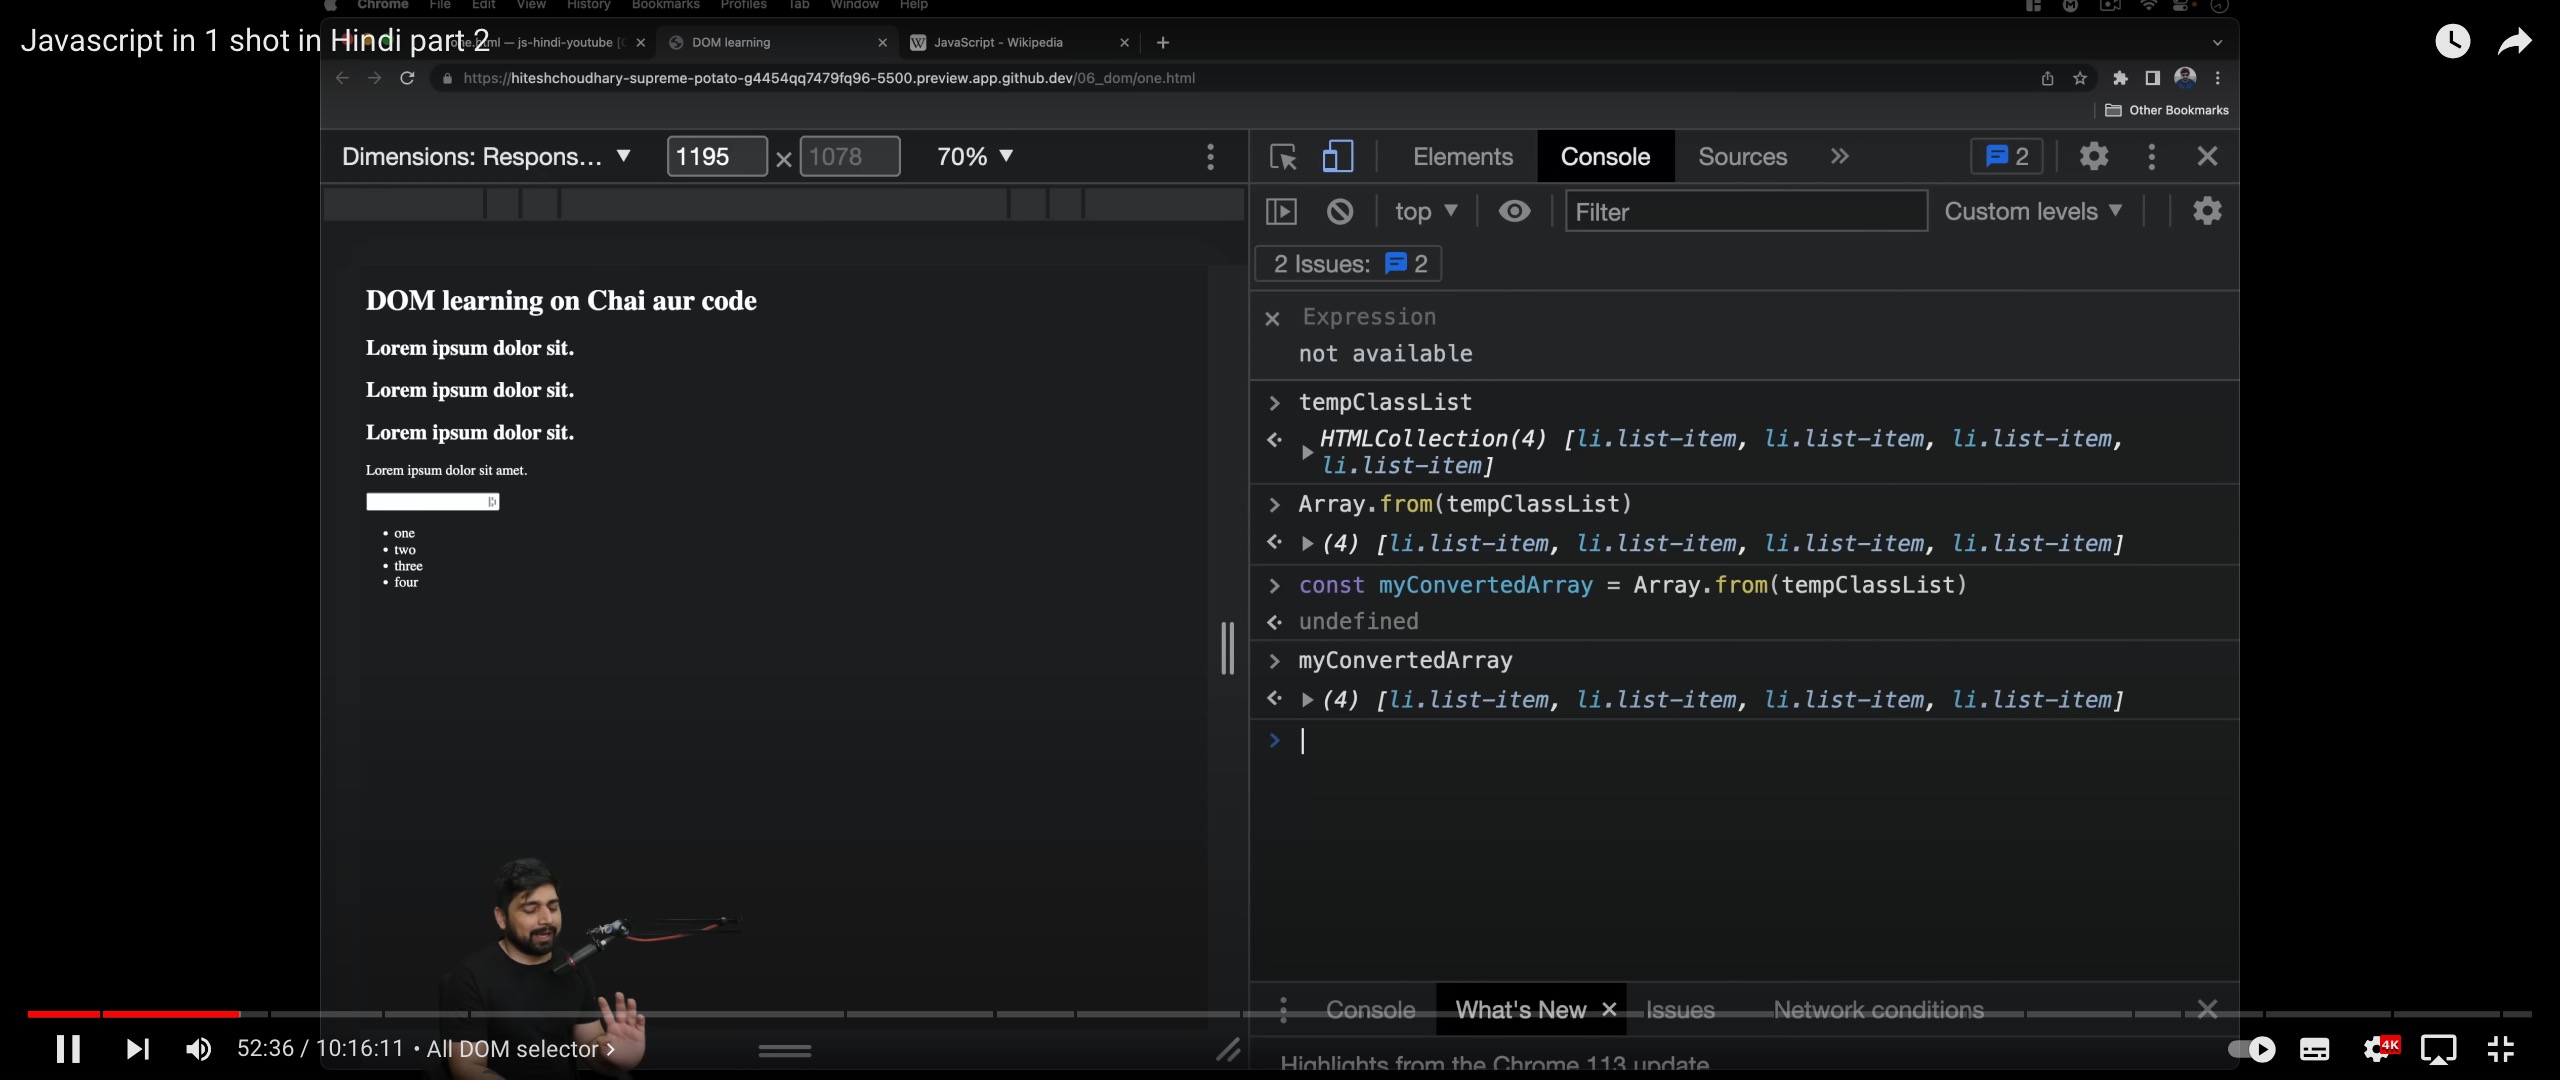 Chrome File Edit View History Bookmarks Profiles Tab Window Help
Javascript in 1 shot in Hindi part 2
one.html — js-hindi-youtube [C
DOM learning
JavaScript - Wikipedia
https://hiteshchoudhary-supreme-potato-g4454qq7479fq96-5500.preview.app.github.dev/06_dom/one.html
Other Bookmarks
Dimensions: Respons... 1195 × 1078 70%
Elements Console Sources 2
top Filter Custom levels
2 Issues: 2
Expression
not available
DOM learning on Chai aur code
Lorem ipsum dolor sit.
Lorem ipsum dolor sit.
Lorem ipsum dolor sit.
Lorem ipsum dolor sit amet.
• one
• two
• three
• four
> tempClassList
HTMLCollection(4) [li.list-item, li.list-item, li.list-item,
li.list-item]
> Array.from(tempClassList)
(4) [li.list-item, li.list-item, li.list-item, li.list-item]
> const myConvertedArray = Array.from(tempClassList)
undefined
> myConvertedArray
(4) [li.list-item, li.list-item, li.list-item, li.list-item]
>
Console What's New Issues Network conditions
Highlights from the Chrome 113 update
52:36 / 10:16:11 • All DOM selector
4K